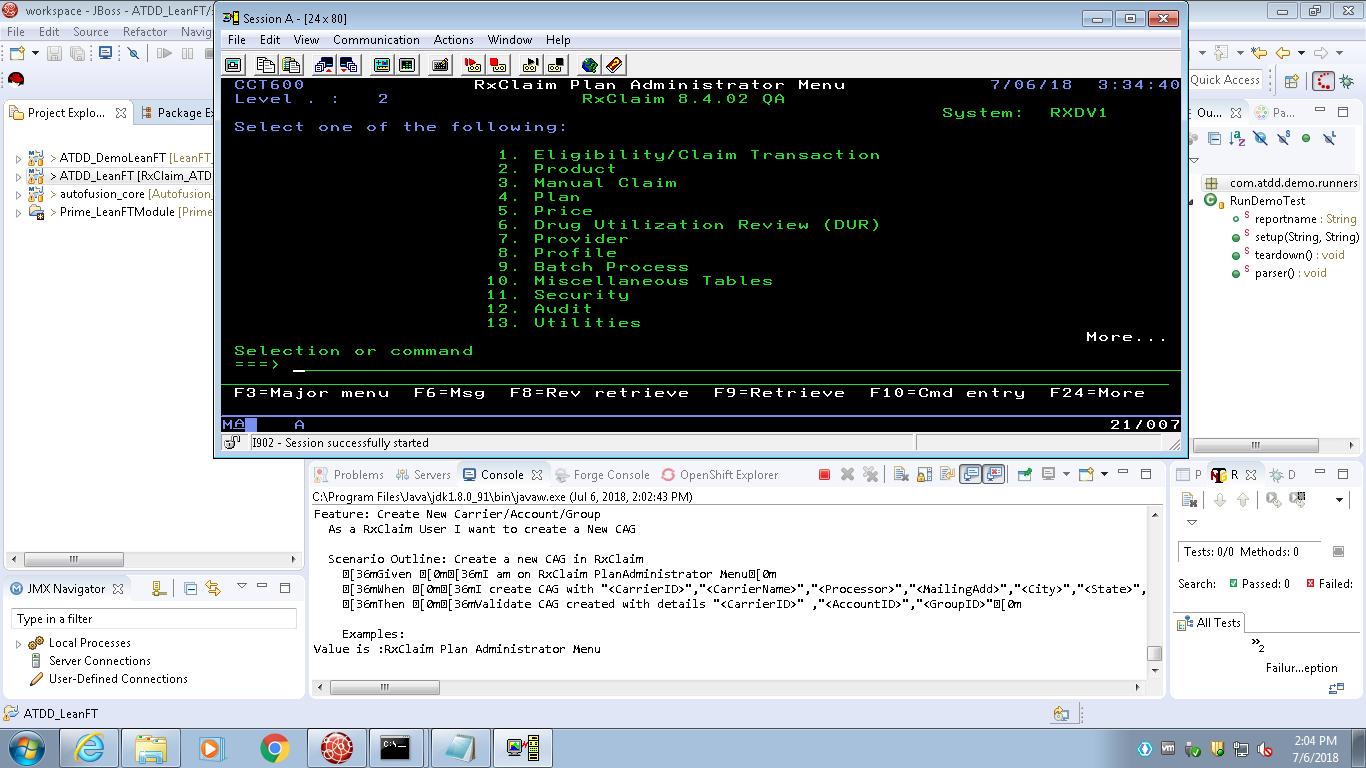 workspace - JBoss - ATDD_LeanFT/
File Edit Source Refactor Navig
Quick Access
Project Explo...
Package E
> ATDD_DemoLeanFT [LeanFT_
> ATDD_LeanFT [RxClaim_ATD
> autofusion_core [Autofusion_
> Prime_LeanFTModule [Prime
Session A - [24 x 80]
File Edit View Communication Actions Window Help
CCT600 RxClaim Plan Administrator Menu 7/06/18 3:34:40
Level . : 2 RxClaim 8.4.02 QA
System: RXDV1
Select one of the following:
1. Eligibility/Claim Transaction
2. Product
3. Manual Claim
4. Plan
5. Price
6. Drug Utilization Review (DUR)
7. Provider
8. Profile
9. Batch Process
10. Miscellaneous Tables
11. Security
12. Audit
13. Utilities
More...
Selection or command
===>
F3=Major menu F6=Msg F8=Rev retrieve F9=Retrieve F10=Cmd entry F24=More
MA A 21/007
I902 - Session successfully started
Ou...
Pa...
com.atdd.demo.runners
RunDemoTest
reportname : String
setup(String, String)
teardown() : void
parser() : void
Problems Servers Console Forge Console OpenShift Explorer
C:\Program Files\Java\jdk1.8.0_91\bin\javaw.exe (Jul 6, 2018, 2:02:43 PM)
Feature: Create New Carrier/Account/Group
As a RxClaim User I want to create a New CAG
Scenario Outline: Create a new CAG in RxClaim
[36mGiven [0m[36mI am on RxClaim PlanAdministrator Menu[0m
[36mWhen [0m[36mI create CAG with "<CarrierID>","<CarrierName>","<Processor>","<MailingAdd>","<City>","<State>",
[36mThen [0m[36mValidate CAG created with details "<CarrierID>" ,"<AccountID>","<GroupID>"[0m
Examples:
Value is :RxClaim Plan Administrator Menu
JMX Navigator
Type in a filter
Local Processes
Server Connections
User-Defined Connections
P R D
Tests: 0/0 Methods: 0
Search: Passed: 0 Failed:
All Tests
»2
Failur...eption
ATDD_LeanFT
2:04 PM
7/6/2018